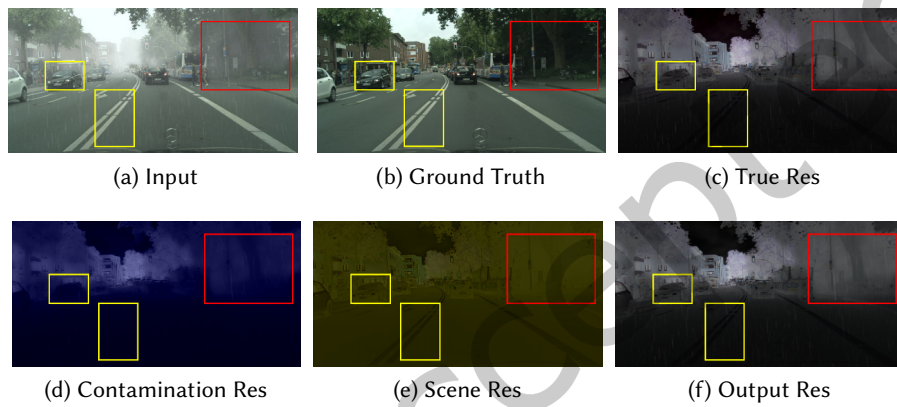 (a) Input
(b) Ground Truth
(c) True Res
(d) Contamination Res
(e) Scene Res
(f) Output Res